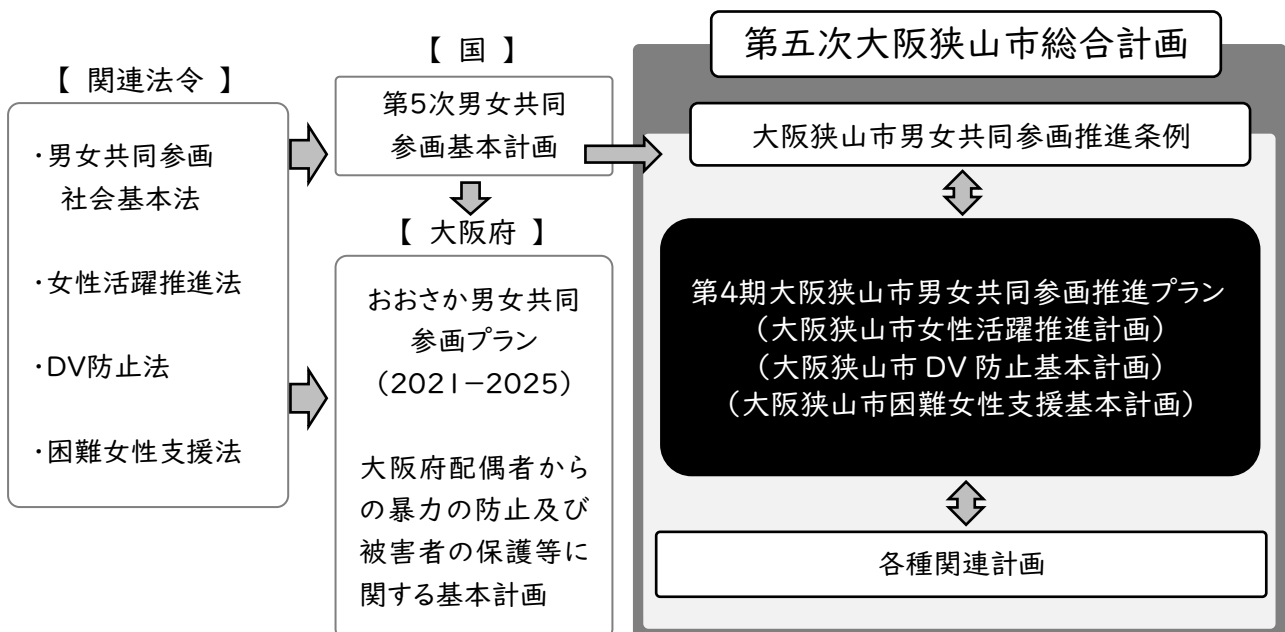 【 関連法令 】
・男女共同参画
社会基本法
・女性活躍推進法
・DV防止法
・困難女性支援法
【 国 】
第5次男女共同
参画基本計画
【 大阪府 】
おおさか男女共同
参画プラン
（2021−2025）
大阪府配偶者から
の暴力の防止及び
被害者の保護等に
関する基本計画
第五次大阪狭山市総合計画
大阪狭山市男女共同参画推進条例
第4期大阪狭山市男女共同参画推進プラン
（大阪狭山市女性活躍推進計画）
（大阪狭山市 DV 防止基本計画）
（大阪狭山市困難女性支援基本計画）
各種関連計画